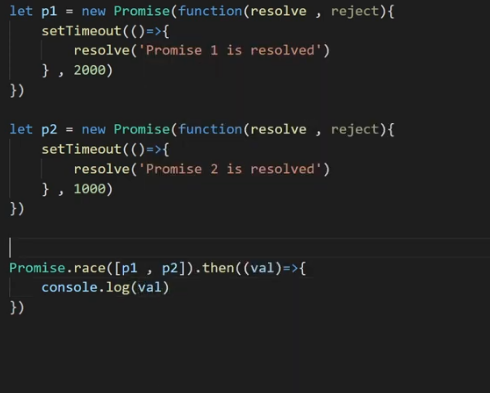 let p1 = new Promise(function(resolve , reject){
    setTimeout(()=>{
        resolve('Promise 1 is resolved')
    } , 2000)
})

let p2 = new Promise(function(resolve , reject){
    setTimeout(()=>{
        resolve('Promise 2 is resolved')
    } , 1000)
})

Promise.race([p1 , p2]).then((val)=>{
    console.log(val)
})